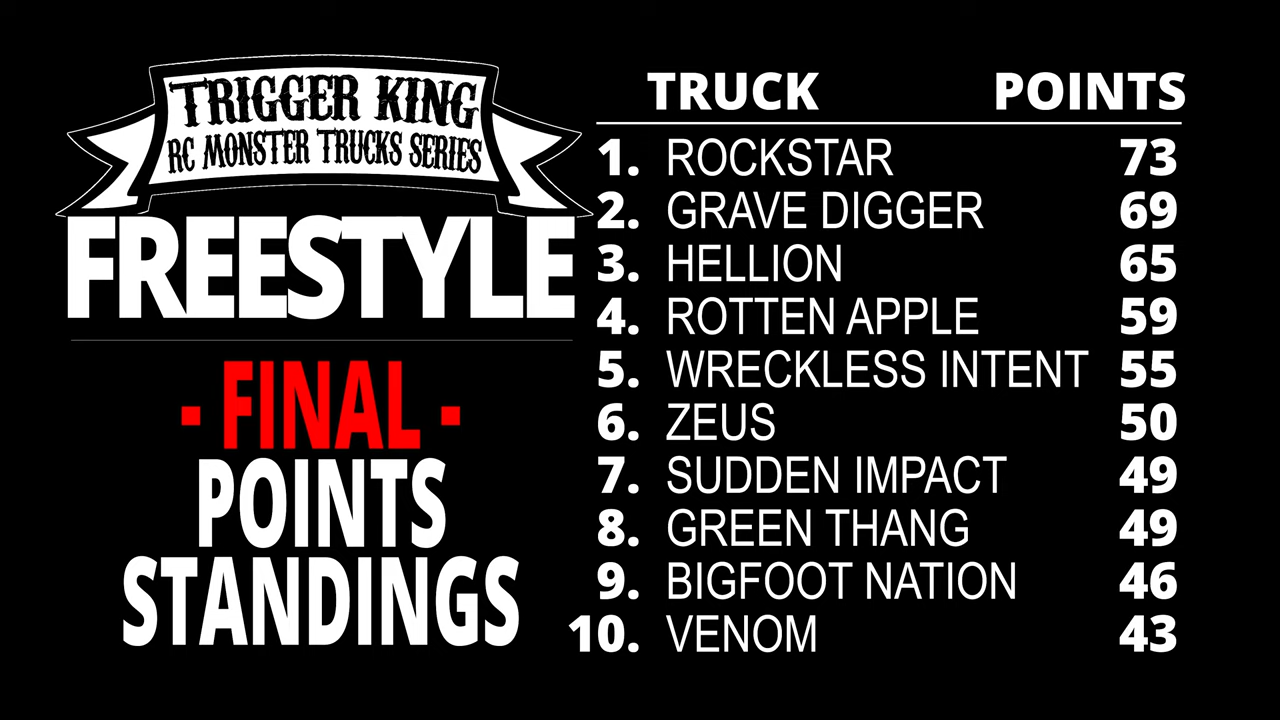 TRIGGER KING
RC MONSTER TRUCKS SERIES
FREESTYLE
- FINAL -
POINTS
STANDINGS
TRUCK POINTS
1. ROCKSTAR 73
2. GRAVE DIGGER 69
3. HELLION 65
4. ROTTEN APPLE 59
5. WRECKLESS INTENT 55
6. ZEUS 50
7. SUDDEN IMPACT 49
8. GREEN THANG 49
9. BIGFOOT NATION 46
10. VENOM 43